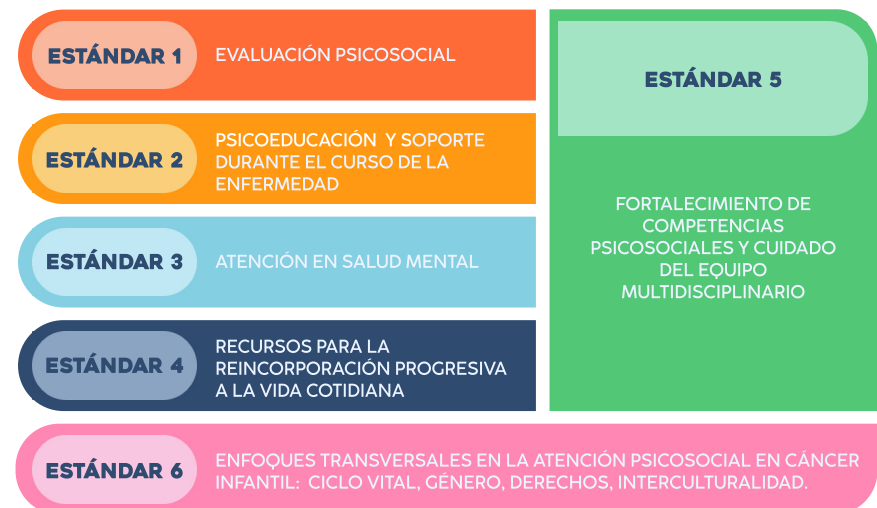 ESTÁNDAR 1
EVALUACIÓN PSICOSOCIAL
ESTÁNDAR 2
PSICOEDUCACIÓN Y SOPORTE
DURANTE EL CURSO DE LA
ENFERMEDAD
ESTÁNDAR 3
ATENCIÓN EN SALUD MENTAL
ESTÁNDAR 4
RECURSOS PARA LA
REINCORPORACIÓN PROGRESIVA
A LA VIDA COTIDIANA
ESTÁNDAR 5
FORTALECIMIENTO DE
COMPETENCIAS
PSICOSOCIALES Y CUIDADO
DEL EQUIPO
MULTIDISCIPLINARIO
ESTÁNDAR 6
ENFOQUES TRANSVERSALES EN LA ATENCIÓN PSICOSOCIAL EN CÁNCER
INFANTIL: CICLO VITAL, GÉNERO, DERECHOS, INTERCULTURALIDAD.